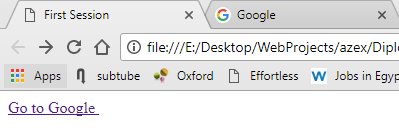 First Session
Google
file:///E:/Desktop/WebProjects/azex/Diplo
Apps
subtube
Oxford
Effortless
Jobs in Egyp
Go to Google